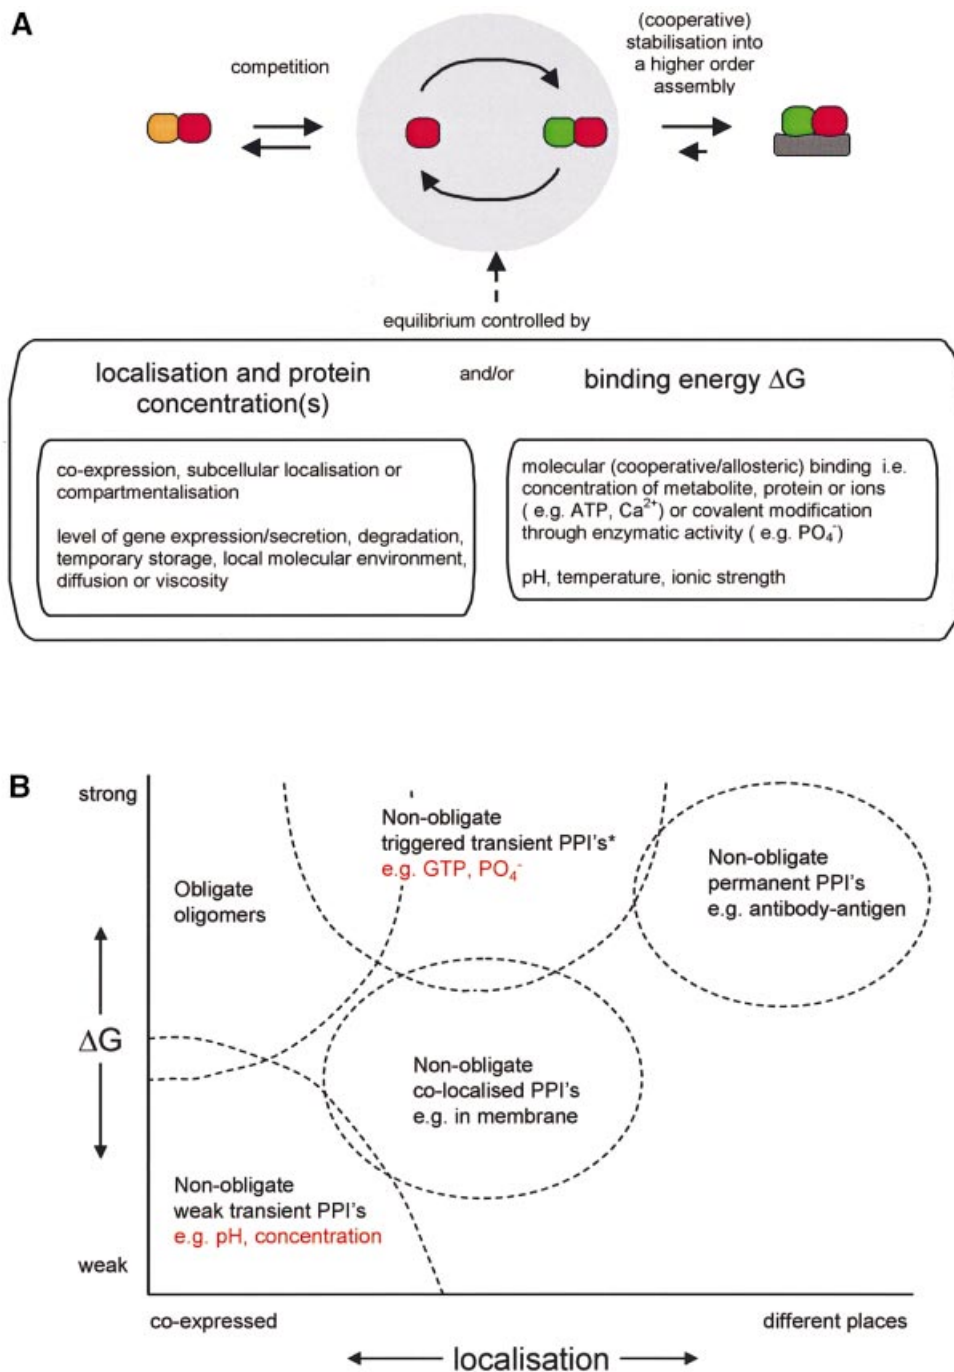 A
competition
(cooperative)
stabilisation into
a higher order
assembly
equilibrium controlled by
localisation and protein
concentration(s)
and/or
binding energy ΔG
co-expression, subcellular localisation or
compartmentalisation
level of gene expression/secretion, degradation,
temporary storage, local molecular environment,
diffusion or viscosity
molecular (cooperative/allosteric) binding i.e.
concentration of metabolite, protein or ions
( e.g. ATP, Ca²⁺) or covalent modification
through enzymatic activity ( e.g. PO₄⁻)
pH, temperature, ionic strength
B
strong
ΔG
weak
Obligate
oligomers
Non-obligate
triggered transient PPI's*
e.g. GTP, PO₄⁻
Non-obligate
permanent PPI's
e.g. antibody-antigen
Non-obligate
co-localised PPI's
e.g. in membrane
Non-obligate
weak transient PPI's
e.g. pH, concentration
co-expressed
different places
localisation